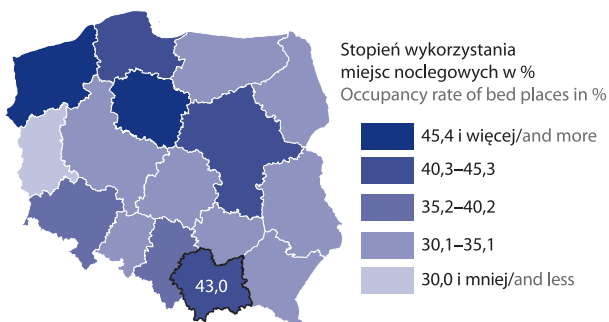 Stopień wykorzystania
miejsc noclegowych w %
Occupancy rate of bed places in %
45,4 i więcej/and more
40,3–45,3
35,2–40,2
30,1–35,1
30,0 i mniej/and less
43,0